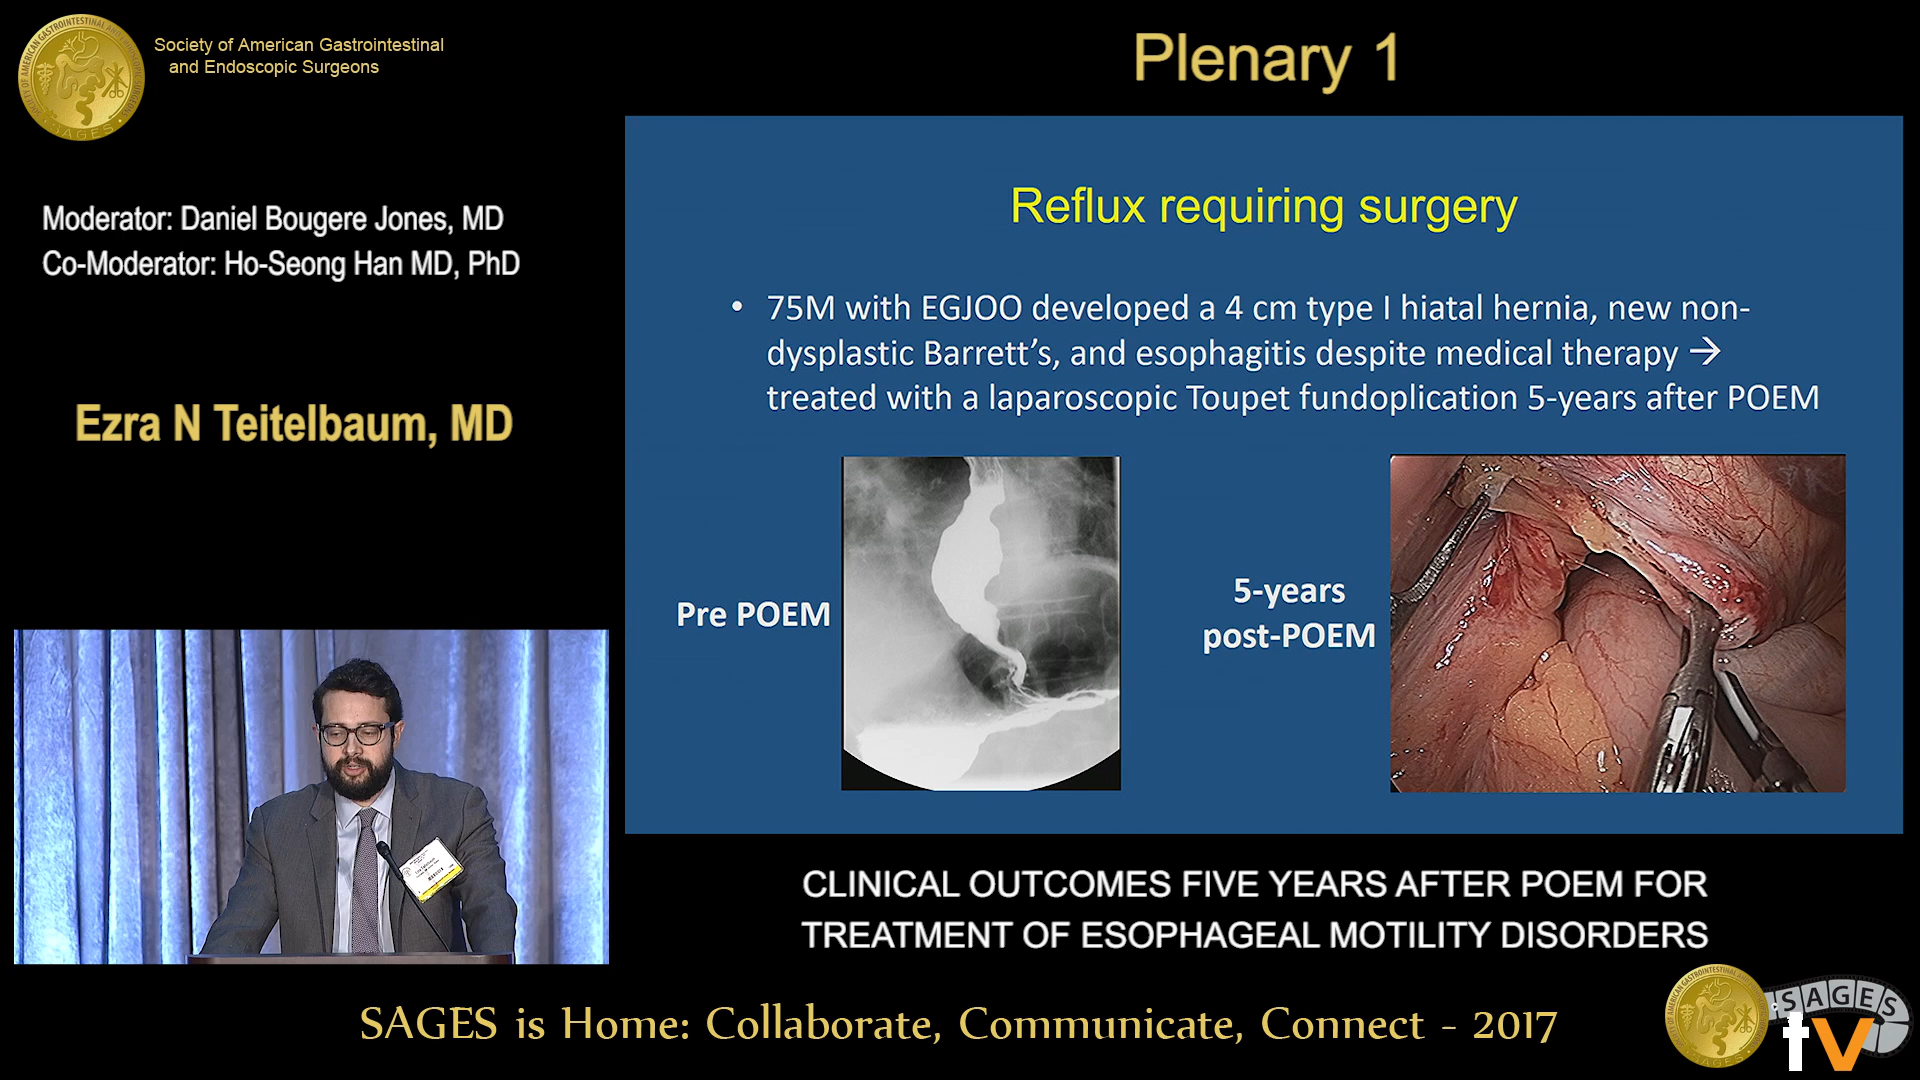 Society of American Gastrointestinal
and Endoscopic Surgeons
Plenary 1
Moderator: Daniel Bougere Jones, MD
Co-Moderator: Ho-Seong Han MD, PhD
Ezra N Teitelbaum, MD
Reflux requiring surgery
• 75M with EGJOO developed a 4 cm type I hiatal hernia, new non-
dysplastic Barrett’s, and esophagitis despite medical therapy →
treated with a laparoscopic Toupet fundoplication 5-years after POEM
Pre POEM
5-years
post-POEM
CLINICAL OUTCOMES FIVE YEARS AFTER POEM FOR
TREATMENT OF ESOPHAGEAL MOTILITY DISORDERS
SAGES is Home: Collaborate, Communicate, Connect - 2017
SAGES
tv